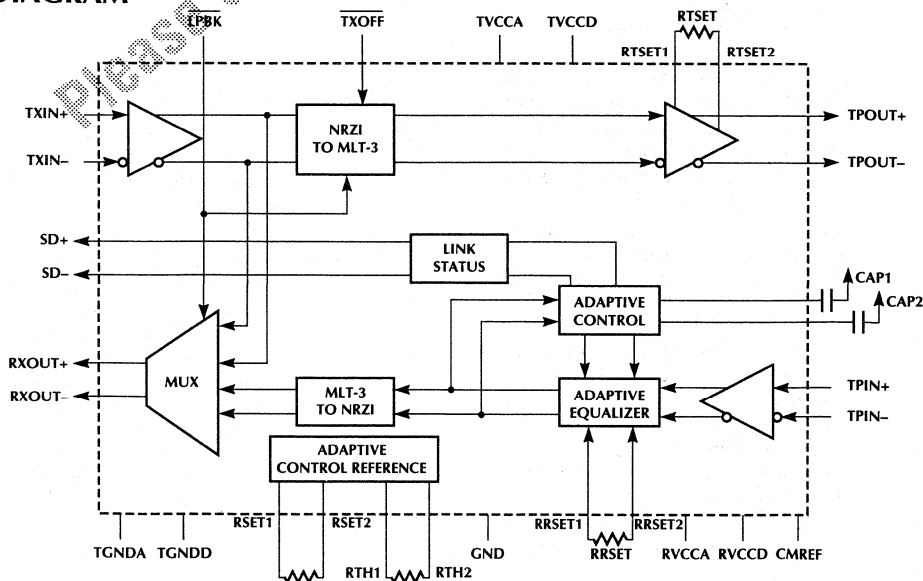 DIAGRAM
Please
LPBK
TXOFF
TVCCA
TVCCD
RTSET
RTSET1
RTSET2
TXIN+
TXIN–
NRZI
TO MLT-3
TPOUT+
TPOUT–
SD+
SD–
LINK
STATUS
ADAPTIVE
CONTROL
CAP1
CAP2
RXOUT+
RXOUT–
MUX
MLT-3
TO NRZI
ADAPTIVE
EQUALIZER
TPIN+
TPIN–
ADAPTIVE
CONTROL REFERENCE
RSET1
RSET2
RRSET1
RRSET2
TGNDA
TGNDD
RTH1
RTH2
GND
RRSET
RVCCA
RVCCD
CMREF